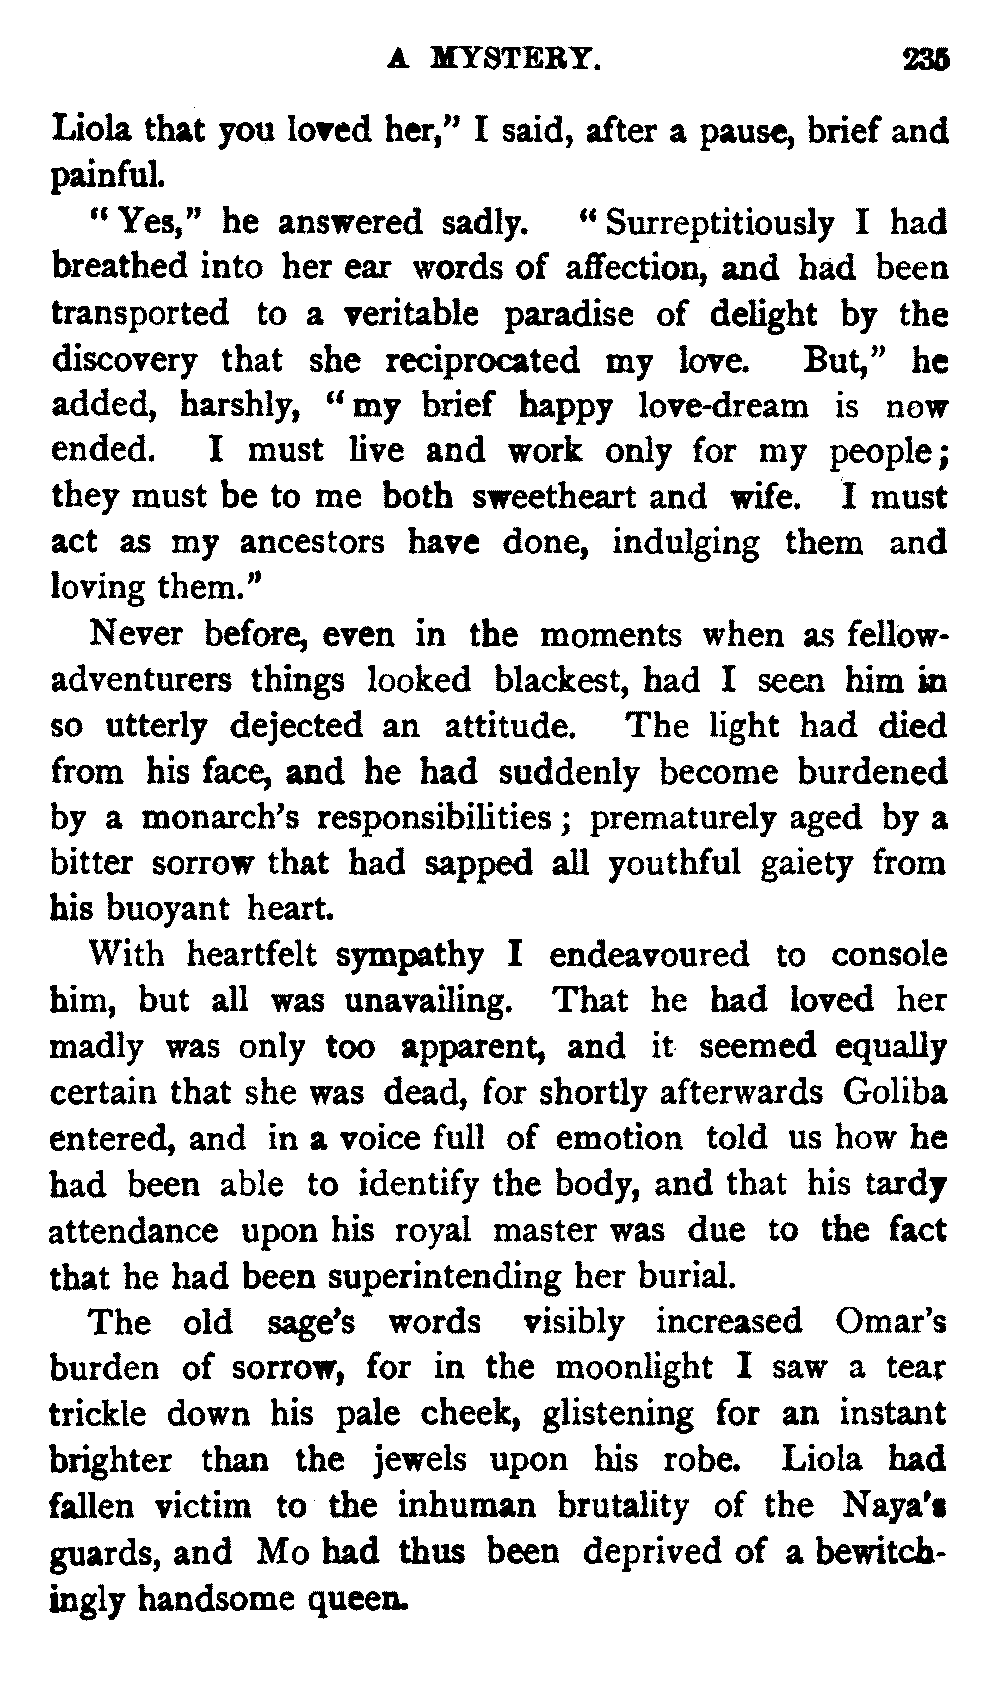 A MYSTERY. 235
Liola that you loved her,” I said, after a pause, brief and
painful.
“ Yes,” he answered sadly. “ Surreptitiously I had
breathed into her ear words of affection, and had been
transported to a veritable paradise of delight by the
discovery that she reciprocated my love. But,” he
added, harshly, “ my brief happy love-dream is now
ended. I must live and work only for my people ;
they must be to me both sweetheart and wife. I must
act as my ancestors have done, indulging them and
loving them.”
Never before, even in the moments when as fellow-
adventurers things looked blackest, had I seen him in
so utterly dejected an attitude. The light had died
from his face, and he had suddenly become burdened
by a monarch’s responsibilities ; prematurely aged by a
bitter sorrow that had sapped all youthful gaiety from
his buoyant heart.
With heartfelt sympathy I endeavoured to console
him, but all was unavailing. That he had loved her
madly was only too apparent, and it seemed equally
certain that she was dead, for shortly afterwards Goliba
entered, and in a voice full of emotion told us how he
had been able to identify the body, and that his tardy
attendance upon his royal master was due to the fact
that he had been superintending her burial.
The old sage’s words visibly increased Omar’s
burden of sorrow, for in the moonlight I saw a tear
trickle down his pale cheek, glistening for an instant
brighter than the jewels upon his robe. Liola had
fallen victim to the inhuman brutality of the Naya’s
guards, and Mo had thus been deprived of a bewitch-
ingly handsome queen.